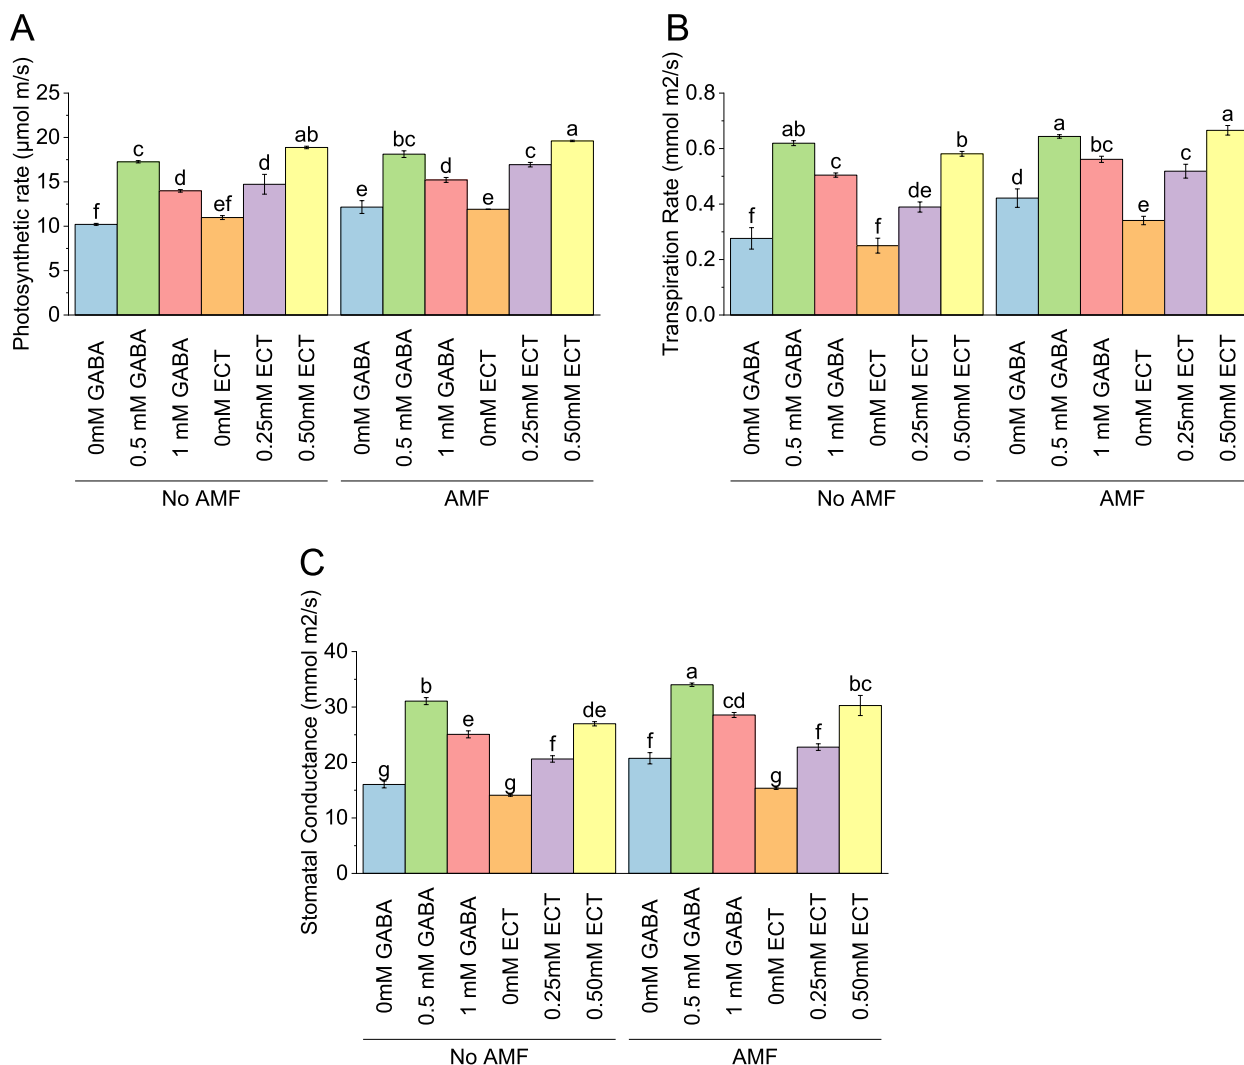 A
Photosynthetic rate (μmol m/s)
25
20
15
10
5
0
f
c
d
ef
d
ab
e
bc
d
e
c
a
0mM GABA
0.5 mM GABA
1 mM GABA
0mM ECT
0.25mM ECT
0.50mM ECT
0mM GABA
0.5 mM GABA
1 mM GABA
0mM ECT
0.25mM ECT
0.50mM ECT
No AMF
AMF
B
Transpiration Rate (mmol m2/s)
0.8
0.6
0.4
0.2
0.0
f
ab
c
f
de
b
d
a
bc
e
c
a
0mM GABA
0.5 mM GABA
1 mM GABA
0mM ECT
0.25mM ECT
0.50mM ECT
0mM GABA
0.5 mM GABA
1 mM GABA
0mM ECT
0.25mM ECT
0.50mM ECT
No AMF
AMF
C
Stomatal Conductance (mmol m2/s)
40
30
20
10
0
g
b
e
g
f
de
f
a
cd
g
f
bc
0mM GABA
0.5 mM GABA
1 mM GABA
0mM ECT
0.25mM ECT
0.50mM ECT
0mM GABA
0.5 mM GABA
1 mM GABA
0mM ECT
0.25mM ECT
0.50mM ECT
No AMF
AMF